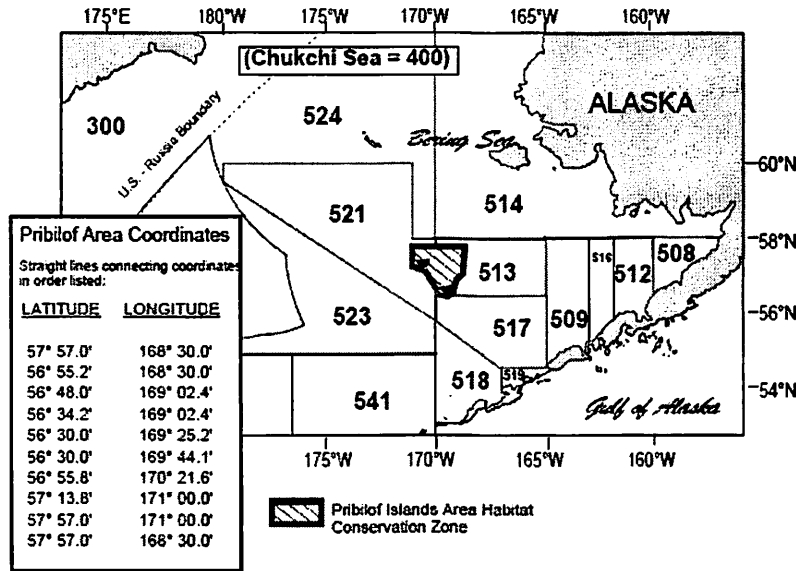 175°E 180°W 175°W 170°W 165°W 160°W
(Chukchi Sea = 400)
ALASKA
300
524
Bering Sea
U.S. - Russia Boundary
60°N
514
521
58°N
Pribilof Area Coordinates
Straight lines connecting coordinates
in order listed:
LATITUDE LONGITUDE
57° 57.0' 168° 30.0'
56° 55.2' 168° 30.0'
56° 48.0' 169° 02.4'
56° 34.2' 169° 02.4'
56° 30.0' 169° 25.2'
56° 30.0' 169° 44.1'
56° 55.8' 170° 21.6'
57° 13.8' 171° 00.0'
57° 57.0' 171° 00.0'
57° 57.0' 168° 30.0'
513
516
512
508
56°N
523
517
509
518
519
54°N
541
Gulf of Alaska
175°W 170°W 165°W 160°W
Pribilof Islands Area Habitat
Conservation Zone